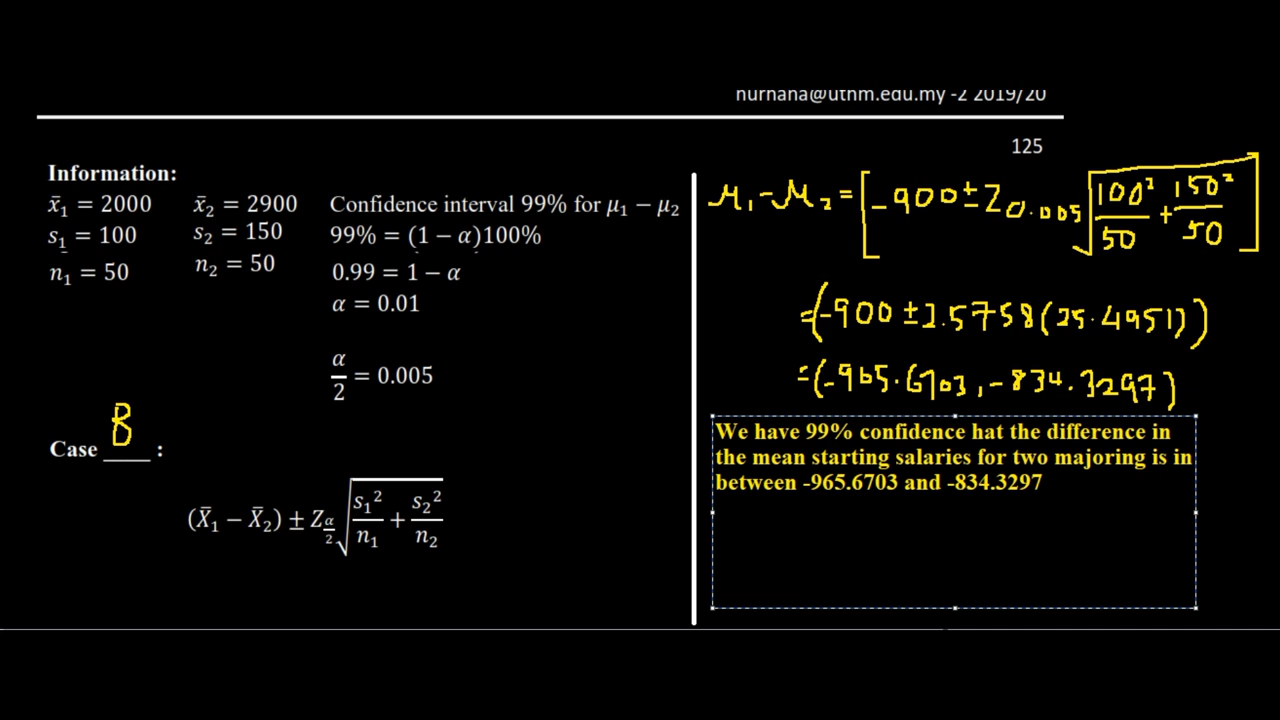 nurhana@uthm.edu.my -2 2019/20
125
Information:
x̄₁ = 2000 x̄₂ = 2900 Confidence interval 99% for μ₁ − μ₂
s₁ = 100 s₂ = 150 99% = (1 − α)100%
n₁ = 50 n₂ = 50 0.99 = 1 − α
α = 0.01
α/2 = 0.005
Case B :
(X̄₁ − X̄₂) ± Z_{α/2} √(s₁²/n₁ + s₂²/n₂)
μ₁ − μ₂ = [-900 ± Z_{0.005} √(100²/50 + 150²/50)]
= (-900 ± 2.5758(25.4951))
= (-965.6703, -834.3297)
We have 99% confidence hat the difference in
the mean starting salaries for two majoring is in
between -965.6703 and -834.3297